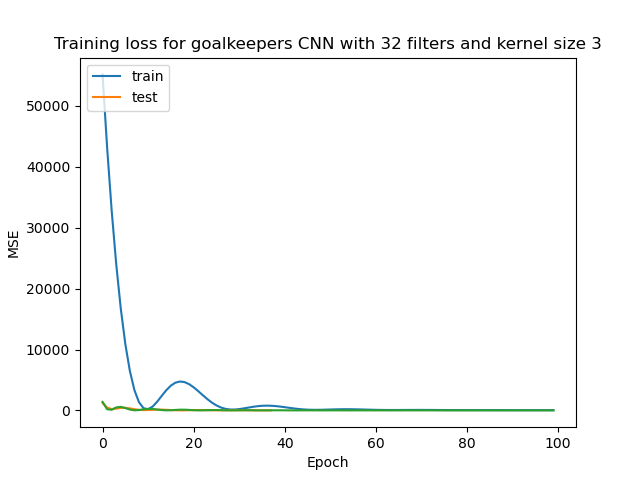 Training loss for goalkeepers CNN with 32 filters and kernel size 3
train
test
50000
40000
30000
20000
10000
0
MSE
0 20 40 60 80 100
Epoch